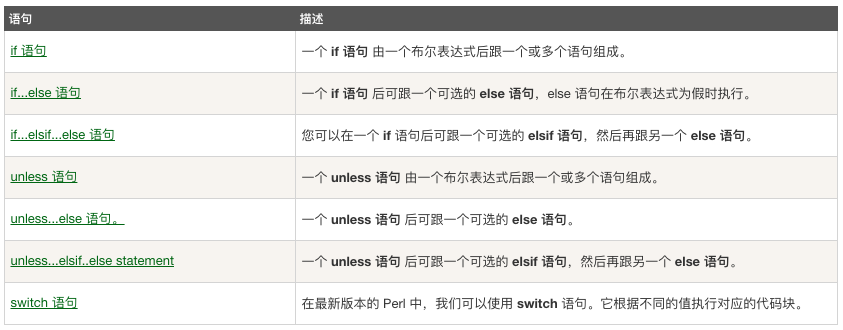 语句 描述
if 语句 一个 if 语句 由一个布尔表达式后跟一个或多个语句组成。
if...else 语句 一个 if 语句 后可跟一个可选的 else 语句，else 语句在布尔表达式为假时执行。
if...elsif...else 语句 您可以在一个 if 语句后可跟一个可选的 elsif 语句，然后再跟另一个 else 语句。
unless 语句 一个 unless 语句 由一个布尔表达式后跟一个或多个语句组成。
unless...else 语句。 一个 unless 语句 后可跟一个可选的 else 语句。
unless...elsif..else statement 一个 unless 语句 后可跟一个可选的 elsif 语句，然后再跟另一个 else 语句。
switch 语句 在最新版本的 Perl 中，我们可以使用 switch 语句。它根据不同的值执行对应的代码块。